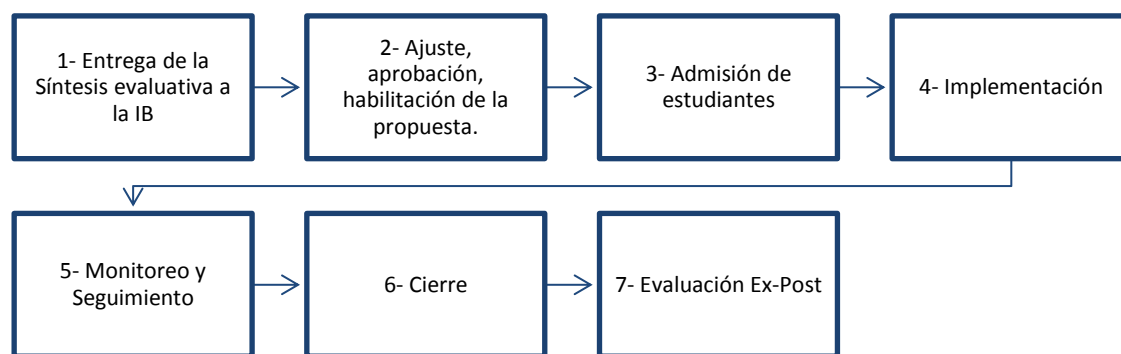 1- Entrega de la
Síntesis evaluativa a
la IB
2- Ajuste,
aprobación,
habilitación de la
propuesta.
3- Admisión de
estudiantes
4- Implementación
5- Monitoreo y
Seguimiento
6- Cierre
7- Evaluación Ex-Post